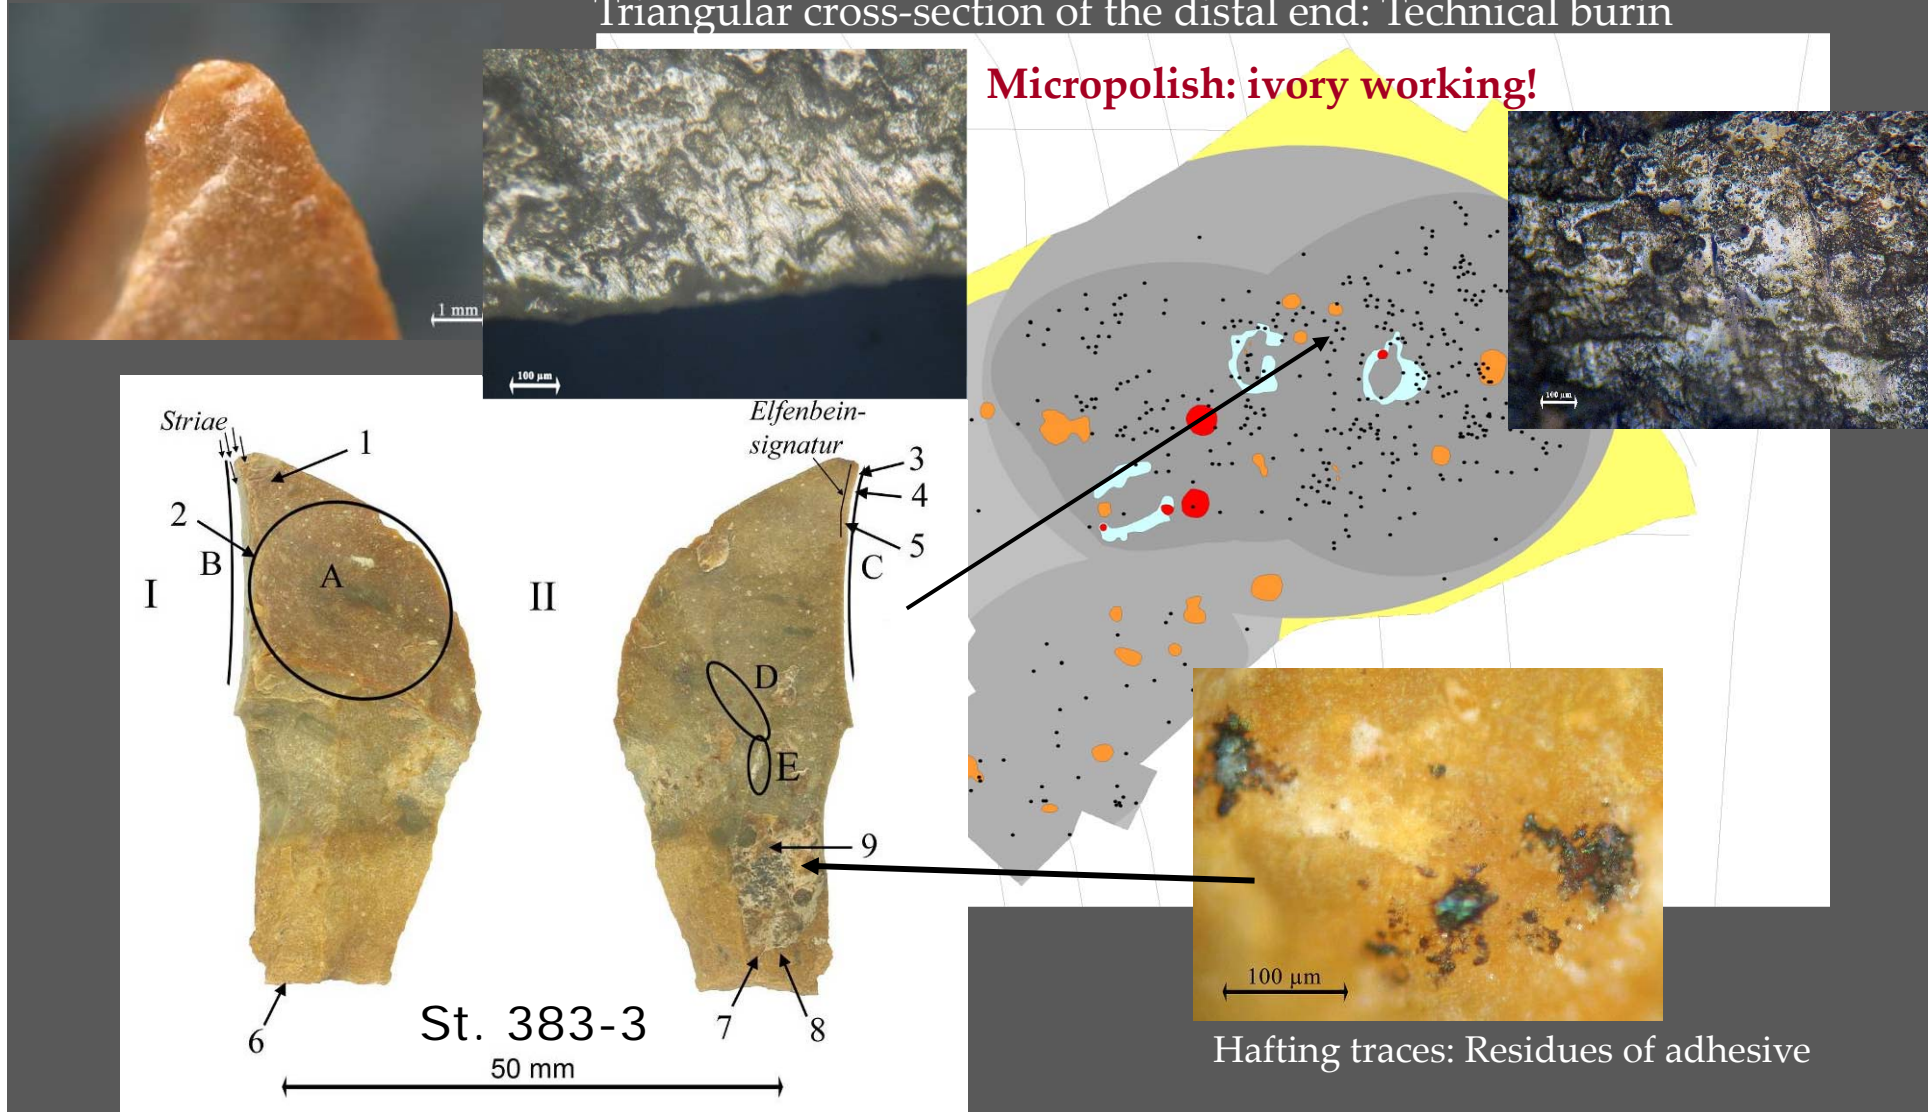 Triangular cross-section of the distal end: Technical burin
Micropolish: ivory working!
1 mm
100 µm
100 µm
Striae
1
2
B
A
I
Elfenbein-
signatur
3
4
5
C
II
D
E
9
6
7
8
St. 383-3
50 mm
100 µm
Hafting traces: Residues of adhesive